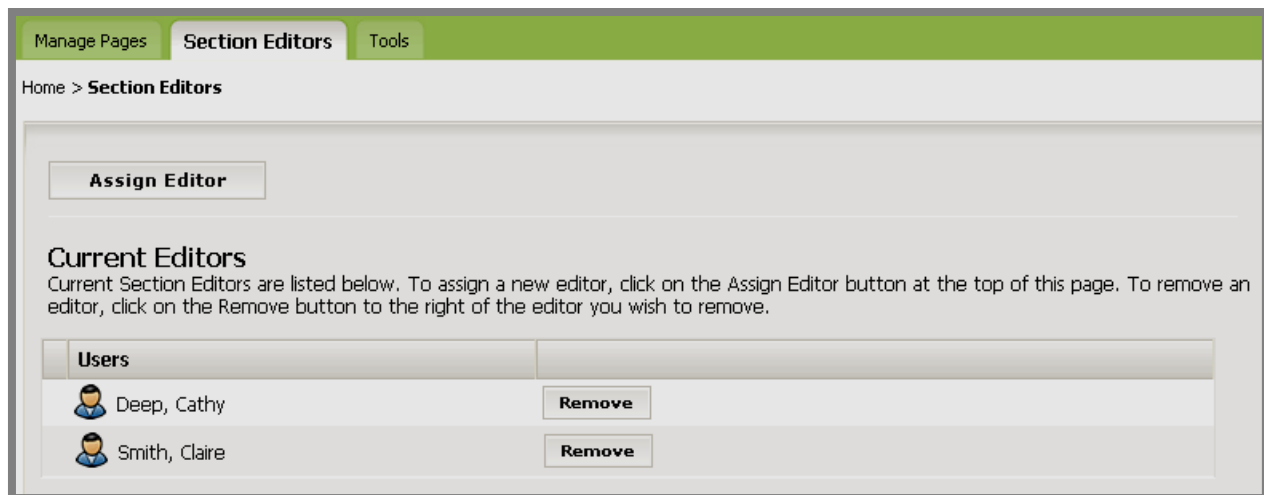 Manage Pages Section Editors Tools
Home > Section Editors
Assign Editor
Current Editors
Current Section Editors are listed below. To assign a new editor, click on the Assign Editor button at the top of this page. To remove an
editor, click on the Remove button to the right of the editor you wish to remove.
Users
Deep, Cathy Remove
Smith, Claire Remove